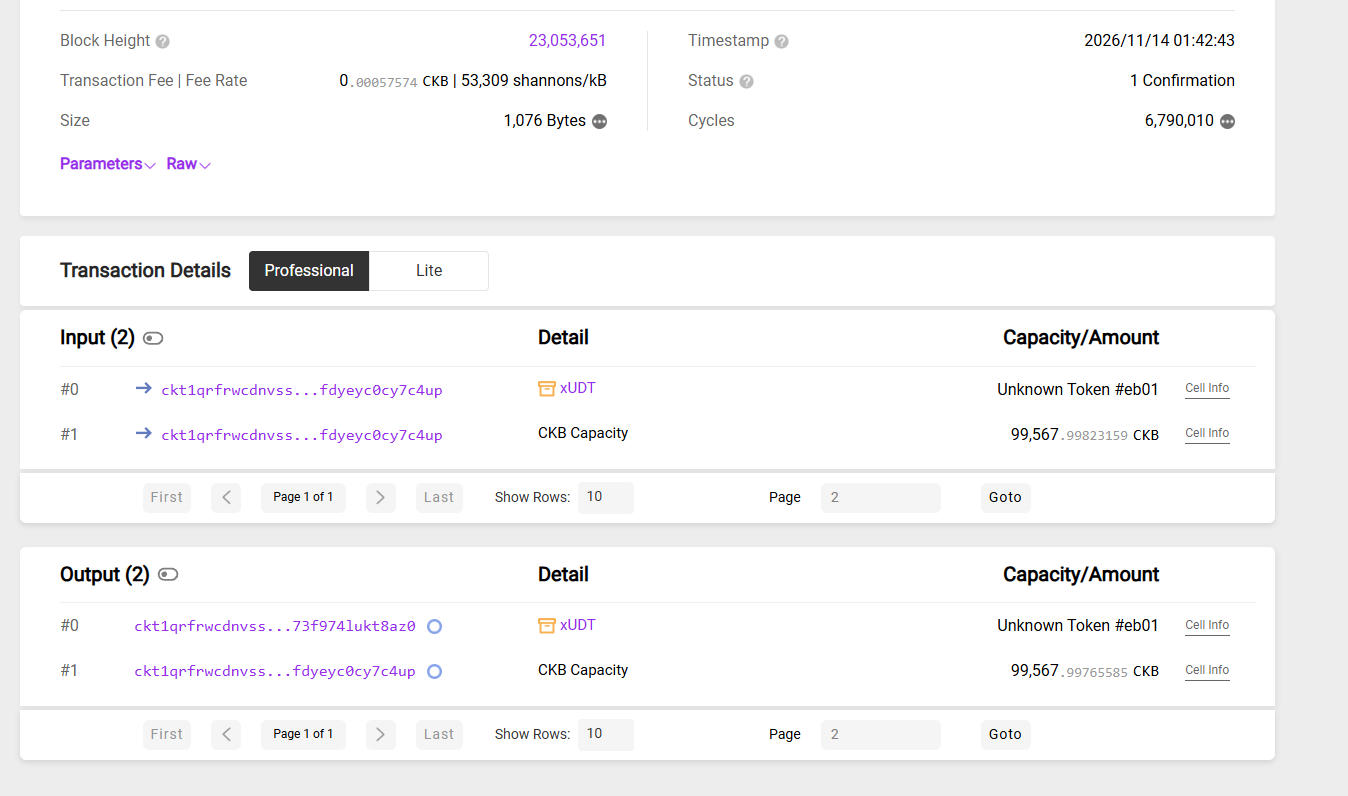 Block Height ? 23,053,651 Timestamp ? 2026/11/14 01:42:43
Transaction Fee | Fee Rate 0.00057574 CKB | 53,309 shannons/kB Status ? 1 Confirmation
Size 1,076 Bytes Cycles 6,790,010
Parameters Raw
Transaction Details Professional Lite
Input (2) Detail Capacity/Amount
#0 ckt1qrfrwcdnvss...fdyeyc0cy7c4up xUDT Unknown Token #eb01 Cell Info
#1 ckt1qrfrwcdnvss...fdyeyc0cy7c4up CKB Capacity 99,567.99823159 CKB Cell Info
First < Page 1 of 1 > Last Show Rows: 10 Page 2 Goto
Output (2) Detail Capacity/Amount
#0 ckt1qrfrwcdnvss...73f974lukt8az0 xUDT Unknown Token #eb01 Cell Info
#1 ckt1qrfrwcdnvss...fdyeyc0cy7c4up CKB Capacity 99,567.99765585 CKB Cell Info
First < Page 1 of 1 > Last Show Rows: 10 Page 2 Goto